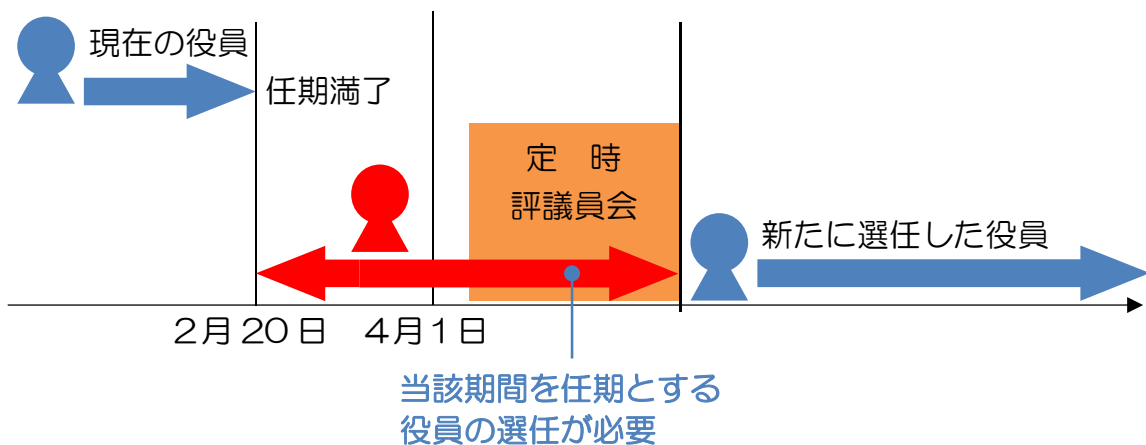 現在の役員
任期満了
定　時
評議員会
新たに選任した役員
２月２０日
４月１日
当該期間を任期とする
役員の選任が必要